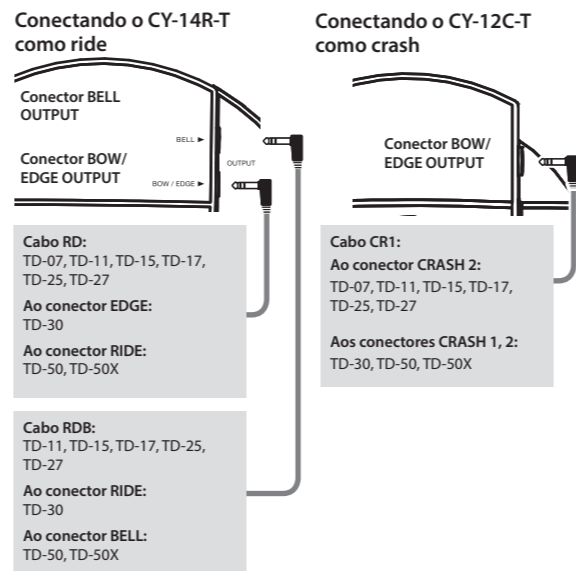 Conectando o CY-14R-T
como ride
Conector BELL
OUTPUT
BELL ►
OUTPUT
Conector BOW/
EDGE OUTPUT
BOW / EDGE ►
Cabo RD:
TD-07, TD-11, TD-15, TD-17,
TD-25, TD-27
Ao conector EDGE:
TD-30
Ao conector RIDE:
TD-50, TD-50X
Cabo RDB:
TD-11, TD-15, TD-17, TD-25,
TD-27
Ao conector RIDE:
TD-30
Ao conector BELL:
TD-50, TD-50X
Conectando o CY-12C-T
como crash
Conector BOW/
EDGE OUTPUT
Cabo CR1:
Ao conector CRASH 2:
TD-07, TD-11, TD-15, TD-17,
TD-25, TD-27
Aos conectores CRASH 1, 2:
TD-30, TD-50, TD-50X